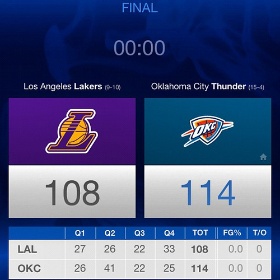 FINAL
00:00
Los Angeles Lakers (9-10) Oklahoma City Thunder (15-4)
OKC
108 114
Q1 Q2 Q3 Q4 TOT FG% T/O
LAL 27 26 22 33 108 0.0 0
OKC 26 41 22 25 114 0.0 0